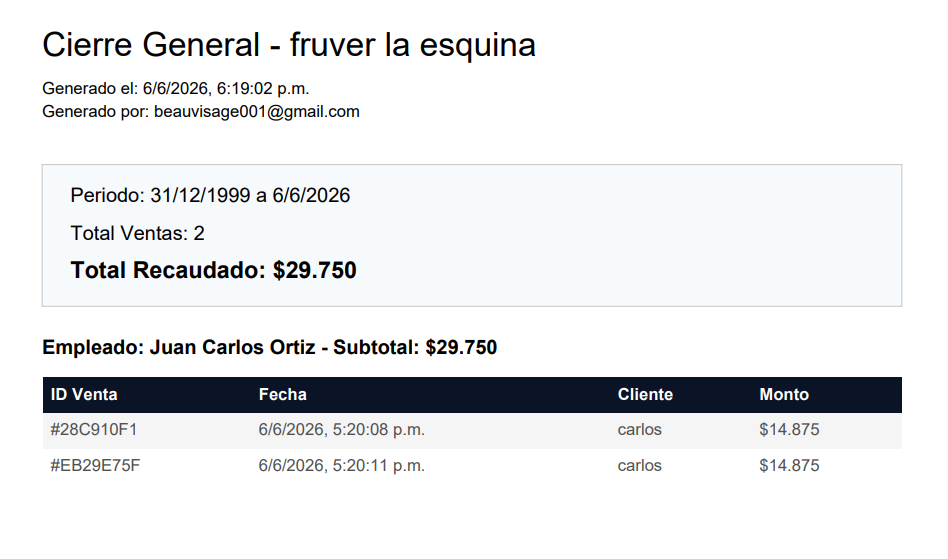 Cierre General - fruver la esquina
Generado el: 6/6/2026, 6:19:02 p.m.
Generado por: beauvisage001@gmail.com
Periodo: 31/12/1999 a 6/6/2026
Total Ventas: 2
Total Recaudado: $29.750
Empleado: Juan Carlos Ortiz - Subtotal: $29.750
ID Venta Fecha Cliente Monto
#28C910F1 6/6/2026, 5:20:08 p.m. carlos $14.875
#EB29E75F 6/6/2026, 5:20:11 p.m. carlos $14.875